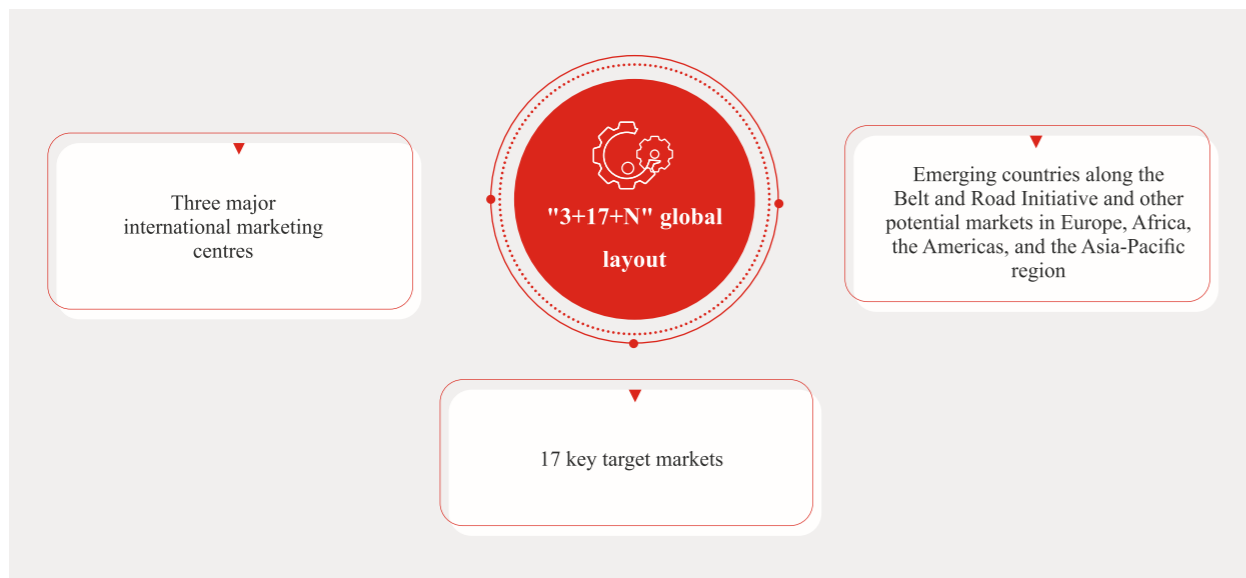 Three major
international marketing
centres
"3+17+N" global
layout
Emerging countries along the
Belt and Road Initiative and other
potential markets in Europe, Africa,
the Americas, and the Asia-Pacific
region
17 key target markets